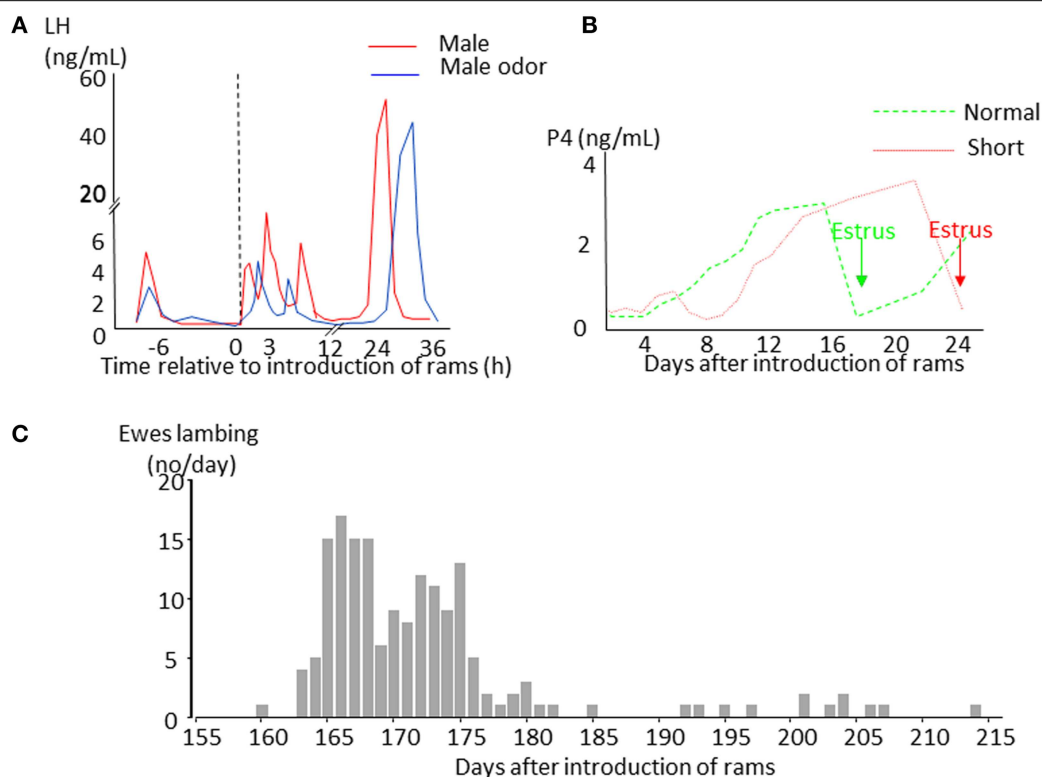 A
LH
(ng/mL)
Male
Male odor
60
40
20
6
4
2
0
-6 0 3 12 24 36
Time relative to introduction of rams (h)
B
P4 (ng/mL)
Normal
Short
4
2
0
Estrus
Estrus
4 8 12 16 20 24
Days after introduction of rams
C
Ewes lambing
(no/day)
20
15
10
5
0
155 160 165 170 175 180 185 190 195 200 205 210 215
Days after introduction of rams